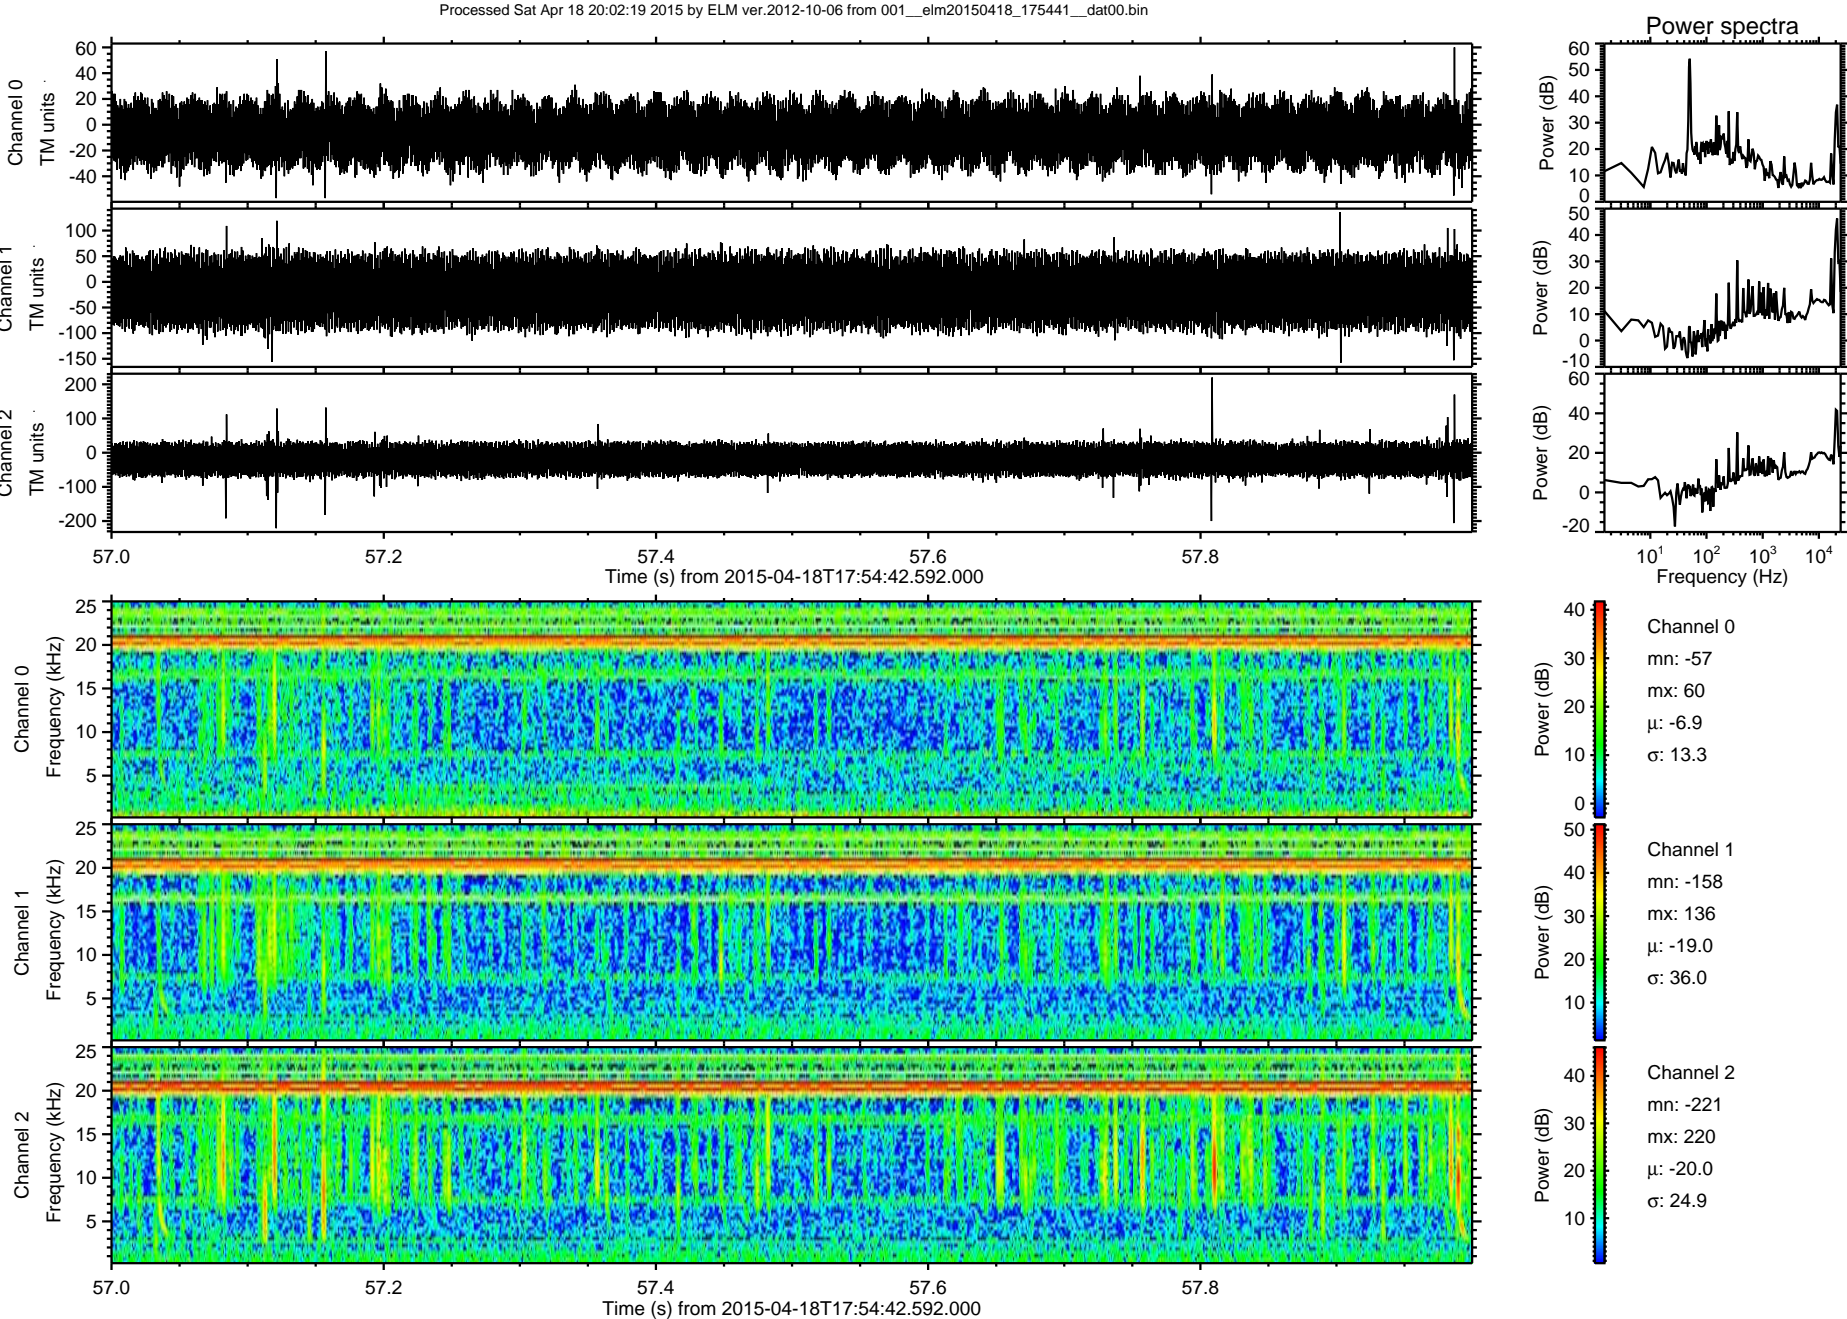 Processed Sat Apr 18 20:02:19 2015 by ELM ver.2012-10-06 from 001__elm20150418_175441__dat00.bin
Power spectra
Channel 0
TM units
60
40
20
0
-20
-40
Power (dB)
60
50
40
30
20
10
0
Channel 1
TM units
100
50
0
-50
-100
-150
Power (dB)
50
40
30
20
10
0
-10
Channel 2
TM units
200
100
0
-100
-200
Power (dB)
60
40
20
0
-20
57.0 57.2 57.4 57.6 57.8
Time (s) from 2015-04-18T17:54:42.592.000
10¹ 10² 10³ 10⁴
Frequency (Hz)
Channel 0
Frequency (kHz)
25
20
15
10
5
Power (dB)
40
30
20
10
0
Channel 0
mn: -57
mx: 60
μ: -6.9
σ: 13.3
Channel 1
Frequency (kHz)
25
20
15
10
5
Power (dB)
50
40
30
20
10
Channel 1
mn: -158
mx: 136
μ: -19.0
σ: 36.0
Channel 2
Frequency (kHz)
25
20
15
10
5
Power (dB)
40
30
20
10
Channel 2
mn: -221
mx: 220
μ: -20.0
σ: 24.9
57.0 57.2 57.4 57.6 57.8
Time (s) from 2015-04-18T17:54:42.592.000